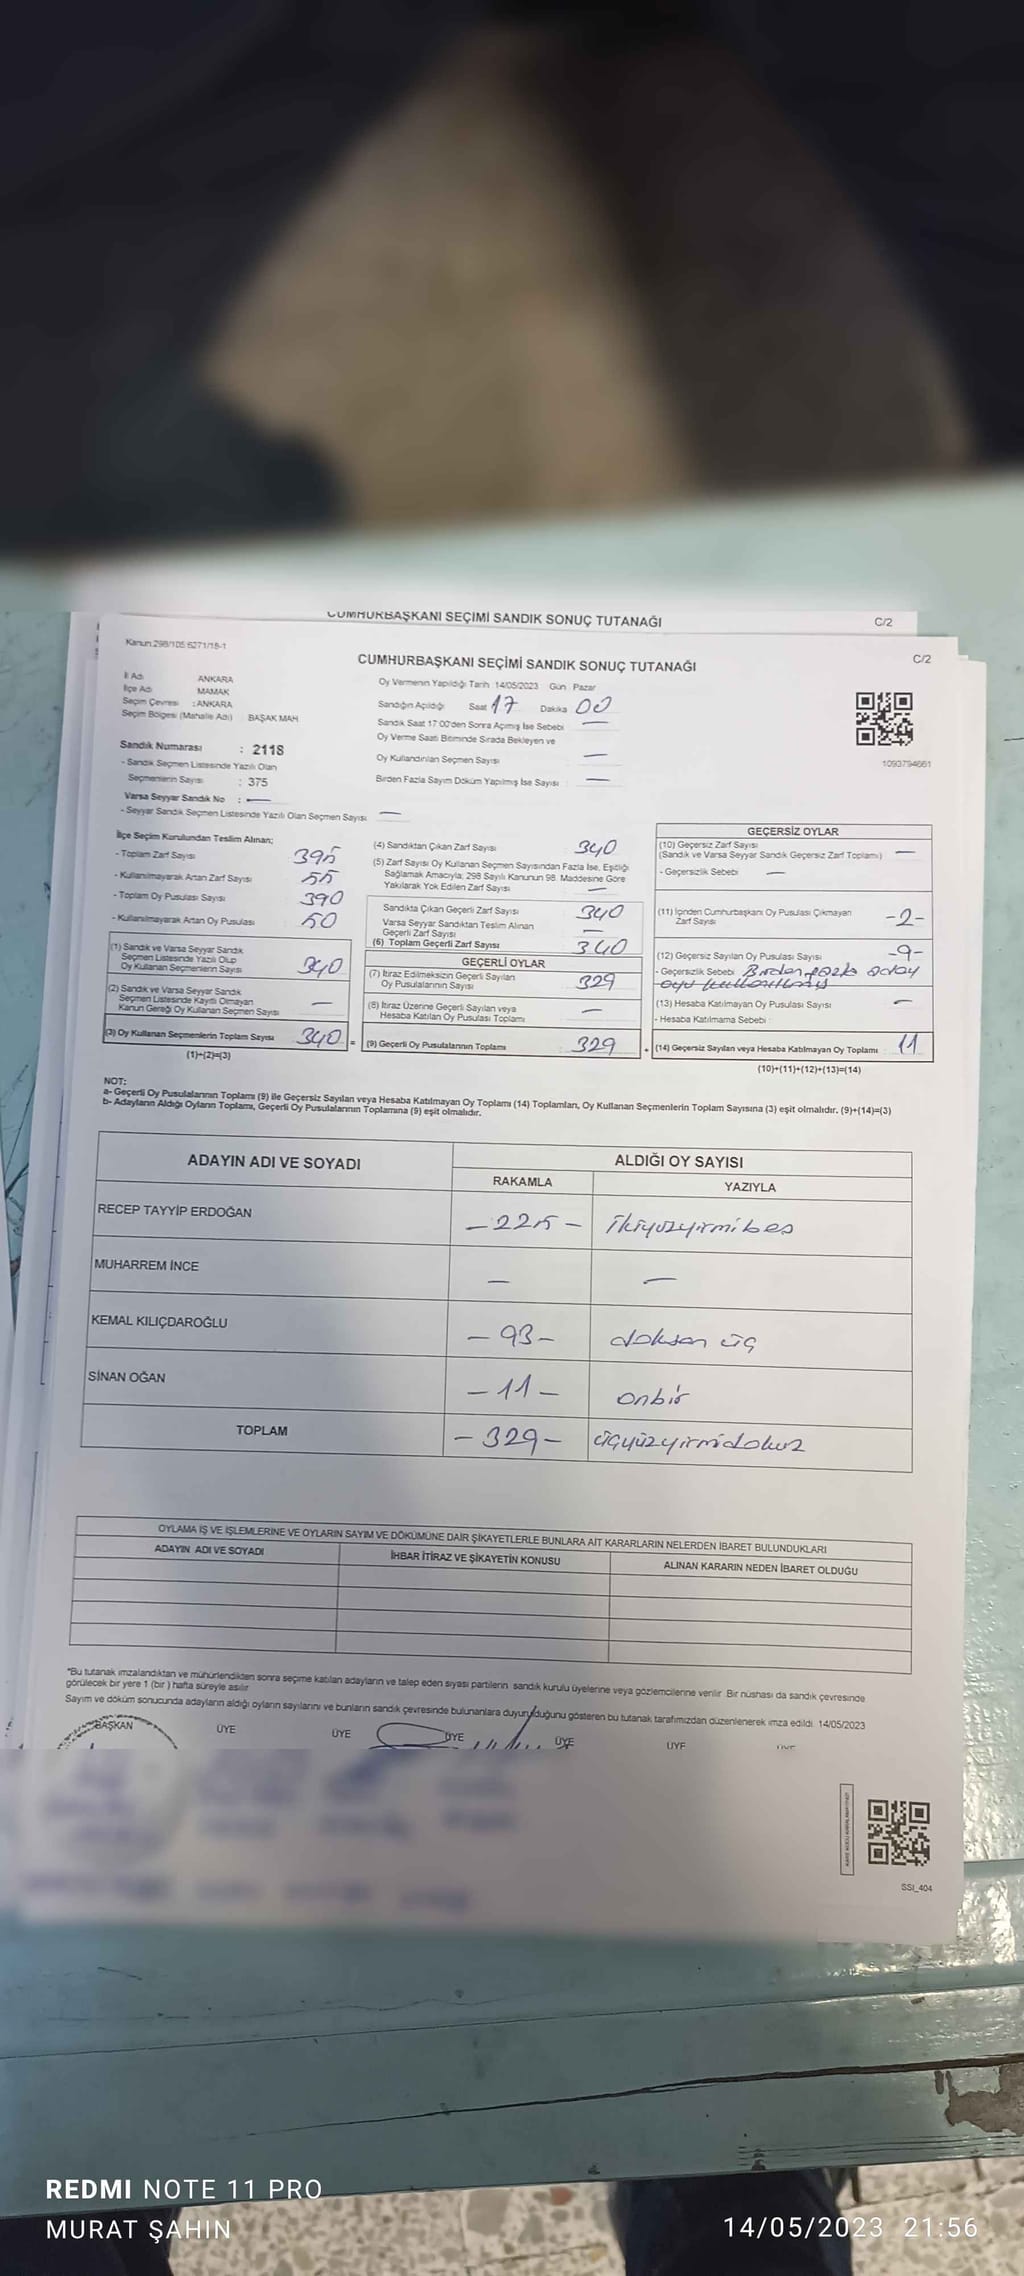 CUMHURBAŞKANI SEÇİMİ SANDIK SONUÇ TUTANAĞI
C/2
Kanun:298/105:6271/18-1
C/2
CUMHURBAŞKANI SEÇİMİ SANDIK SONUÇ TUTANAĞI
İl Adı ANKARA
İlçe Adı MAMAK
Seçim Çevresi : ANKARA
Seçim Bölgesi (Mahalle Adı) BAŞAK MAH
Sandık Numarası : 2118
- Sandık Seçmen Listesinde Yazılı Olan
Seçmenlerin Sayısı : 375
Varsa Seyyar Sandık No : —
- Seyyar Sandık Seçmen Listesinde Yazılı Olan Seçmen Sayısı —
Oy Vermenin Yapıldığı Tarih 14/05/2023 Gün Pazar
Sandığın Açıldığı Saat 17 Dakika 00
Sandık Saat 17:00'den Sonra Açılmış İse Sebebi —
Oy Verme Saati Bitiminde Sırada Bekleyen ve
Oy Kullandırılan Seçmen Sayısı —
Birden Fazla Sayım Döküm Yapılmış İse Sayısı —
1093794661
İlçe Seçim Kurulundan Teslim Alınan;
- Toplam Zarf Sayısı 395
- Kullanılmayarak Artan Zarf Sayısı 55
- Toplam Oy Pusulası Sayısı 390
- Kullanılmayarak Artan Oy Pusulası 50
(1) Sandık ve Varsa Seyyar Sandık
Seçmen Listesinde Yazılı Olup
Oy Kullanan Seçmenlerin Sayısı 340
(2) Sandık ve Varsa Seyyar Sandık
Seçmen Listesinde Kayıtlı Olmayan
Kanun Gereği Oy Kullanan Seçmen Sayısı —
(3) Oy Kullanan Seçmenlerin Toplam Sayısı 340 =
(1)+(2)=(3)
(4) Sandıktan Çıkan Zarf Sayısı 340
(5) Zarf Sayısı Oy Kullanan Seçmen Sayısından Fazla İse, Eşitliği
Sağlamak Amacıyla; 298 Sayılı Kanunun 98. Maddesine Göre
Yakılarak Yok Edilen Zarf Sayısı —
Sandıkta Çıkan Geçerli Zarf Sayısı 340
Varsa Seyyar Sandıktan Teslim Alınan
Geçerli Zarf Sayısı —
(6) Toplam Geçerli Zarf Sayısı 340
GEÇERLİ OYLAR
(7) İtiraz Edilmeksizin Geçerli Sayılan
Oy Pusulalarının Sayısı 329
(8) İtiraz Üzerine Geçerli Sayılan veya
Hesaba Katılan Oy Pusulası Toplamı —
(9) Geçerli Oy Pusulalarının Toplamı 329 +
GEÇERSİZ OYLAR
(10) Geçersiz Zarf Sayısı
(Sandık ve Varsa Seyyar Sandık Geçersiz Zarf Toplamı) —
- Geçersizlik Sebebi —
(11) İçinden Cumhurbaşkanı Oy Pusulası Çıkmayan
Zarf Sayısı -2-
(12) Geçersiz Sayılan Oy Pusulası Sayısı -9-
- Geçersizlik Sebebi Birden fazla aday
oyu kullanılmış
(13) Hesaba Katılmayan Oy Pusulası Sayısı —
- Hesaba Katılmama Sebebi
(14) Geçersiz Sayılan veya Hesaba Katılmayan Oy Toplamı 11
(10)+(11)+(12)+(13)=(14)
NOT:
a- Geçerli Oy Pusulalarının Toplamı (9) ile Geçersiz Sayılan veya Hesaba Katılmayan Oy Toplamı (14) Toplamları, Oy Kullanan Seçmenlerin Toplam Sayısına (3) eşit olmalıdır. (9)+(14)=(3)
b- Adayların Aldığı Oyların Toplamı, Geçerli Oy Pusulalarının Toplamına (9) eşit olmalıdır.
ADAYIN ADI VE SOYADI ALDIĞI OY SAYISI
RAKAMLA YAZIYLA
RECEP TAYYİP ERDOĞAN -225- ikiyüzyirmibeş
MUHARREM İNCE — —
KEMAL KILIÇDAROĞLU -93- doksan üç
SİNAN OĞAN -11- onbir
TOPLAM -329- üçyüzyirmidokuz
OYLAMA İŞ VE İŞLEMLERİNE VE OYLARIN SAYIM VE DÖKÜMÜNE DAİR ŞİKAYETLERLE BUNLARA AİT KARARLARIN NELERDEN İBARET BULUNDUKLARI
ADAYIN ADI VE SOYADI İHBAR İTİRAZ VE ŞİKAYETİN KONUSU ALINAN KARARIN NEDEN İBARET OLDUĞU
*Bu tutanak imzalandıktan ve mühürlendikten sonra seçime katılan adayların ve talep eden siyasi partilerin sandık kurulu üyelerine veya gözlemcilerine verilir. Bir nüshası da sandık çevresinde
görülecek bir yere 1 (bir) hafta süreyle asılır
Sayım ve döküm sonucunda adayların aldığı oyların sayılarını ve bunların sandık çevresinde bulunanlara duyurulduğunu gösteren bu tutanak tarafımızdan düzenlenerek imza edildi. 14/05/2023
BAŞKAN ÜYE ÜYE ÜYE ÜYE ÜYE ÜYE
SSI_404
REDMI NOTE 11 PRO
MURAT ŞAHIN
14/05/2023 21:56